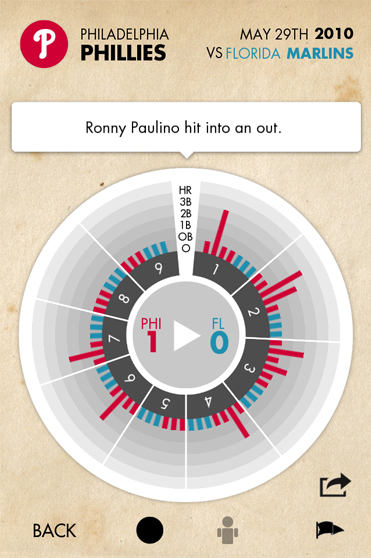 P
PHILADELPHIA
PHILLIES
MAY 29TH 2010
VS FLORIDA MARLINS
Ronny Paulino hit into an out.
HR
3B
2B
1B
OB
O
1
2
3
4
5
6
7
8
9
PHI
1
FL
0
BACK